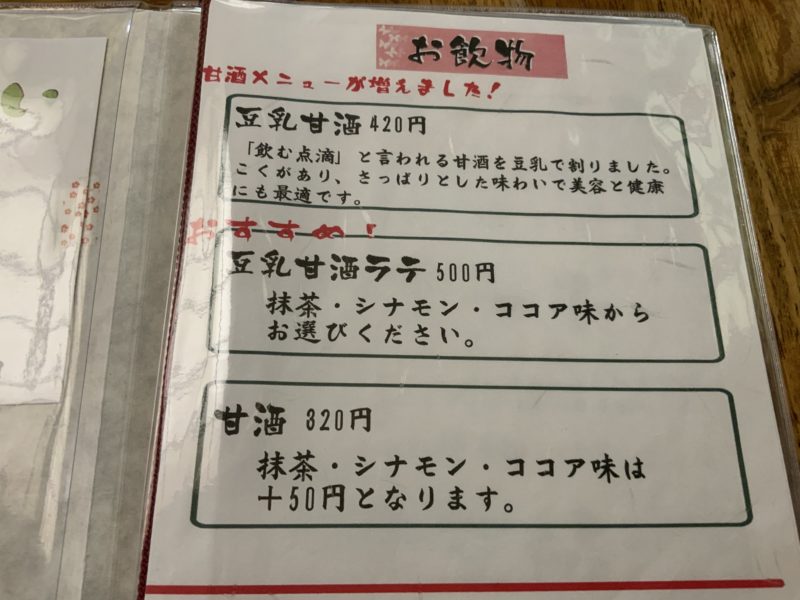 お飲物
甘酒メニューが増えました！
豆乳甘酒 420円
「飲む点滴」と言われる甘酒を豆乳で割りました。
こくがあり、さっぱりとした味わいで美容と健康
にも最適です。
おすすめ！
豆乳甘酒ラテ 500円
抹茶・シナモン・ココア味から
お選びください。
甘酒 320円
抹茶・シナモン・ココア味は
＋50円となります。